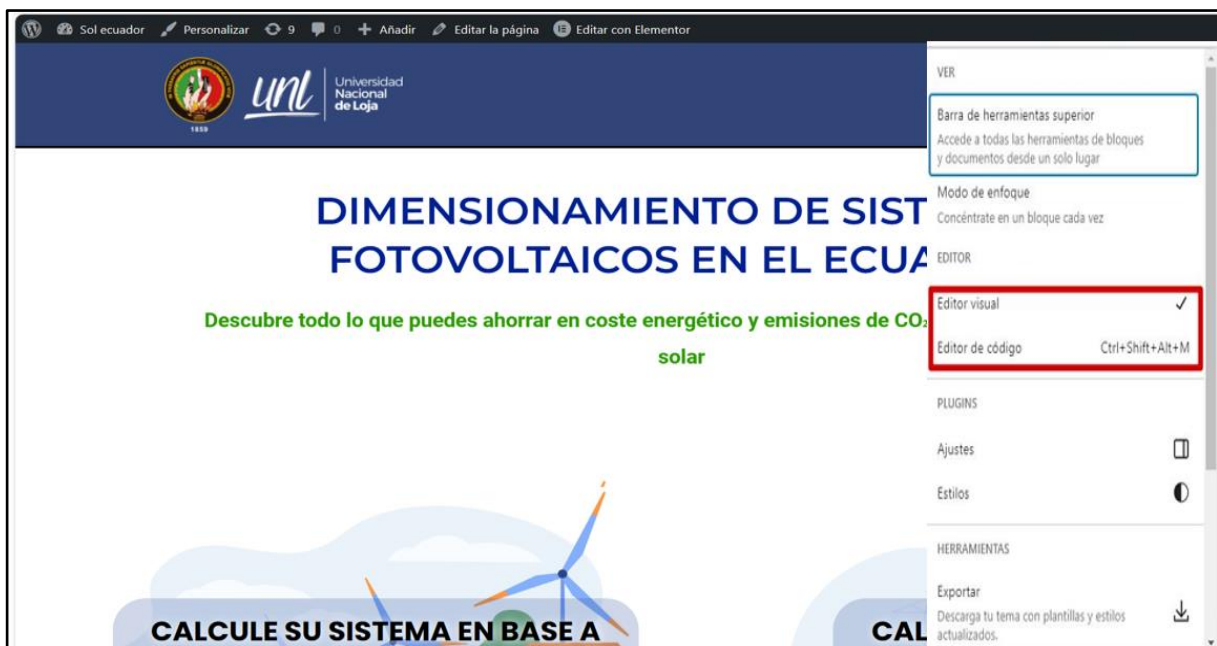 Sol ecuador Personalizar 9 0 Añadir Editar la página Editar con Elementor
1859
unl
Universidad
Nacional
de Loja
DIMENSIONAMIENTO DE SIST
FOTOVOLTAICOS EN EL ECUA
Descubre todo lo que puedes ahorrar en coste energético y emisiones de CO₂
solar
CALCULE SU SISTEMA EN BASE A
CAL
VER
Barra de herramientas superior
Accede a todas las herramientas de bloques
y documentos desde un solo lugar
Modo de enfoque
Concéntrate en un bloque cada vez
EDITOR
Editor visual
Editor de código Ctrl+Shift+Alt+M
PLUGINS
Ajustes
Estilos
HERRAMIENTAS
Exportar
Descarga tu tema con plantillas y estilos
actualizados.